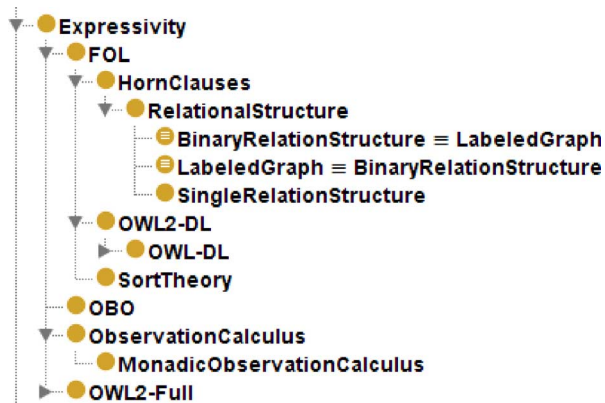 Expressivity
FOL
HornClauses
RelationalStructure
BinaryRelationStructure ≡ LabeledGraph
LabeledGraph ≡ BinaryRelationStructure
SingleRelationStructure
OWL2-DL
OWL-DL
SortTheory
OBO
ObservationCalculus
MonadicObservationCalculus
OWL2-Full